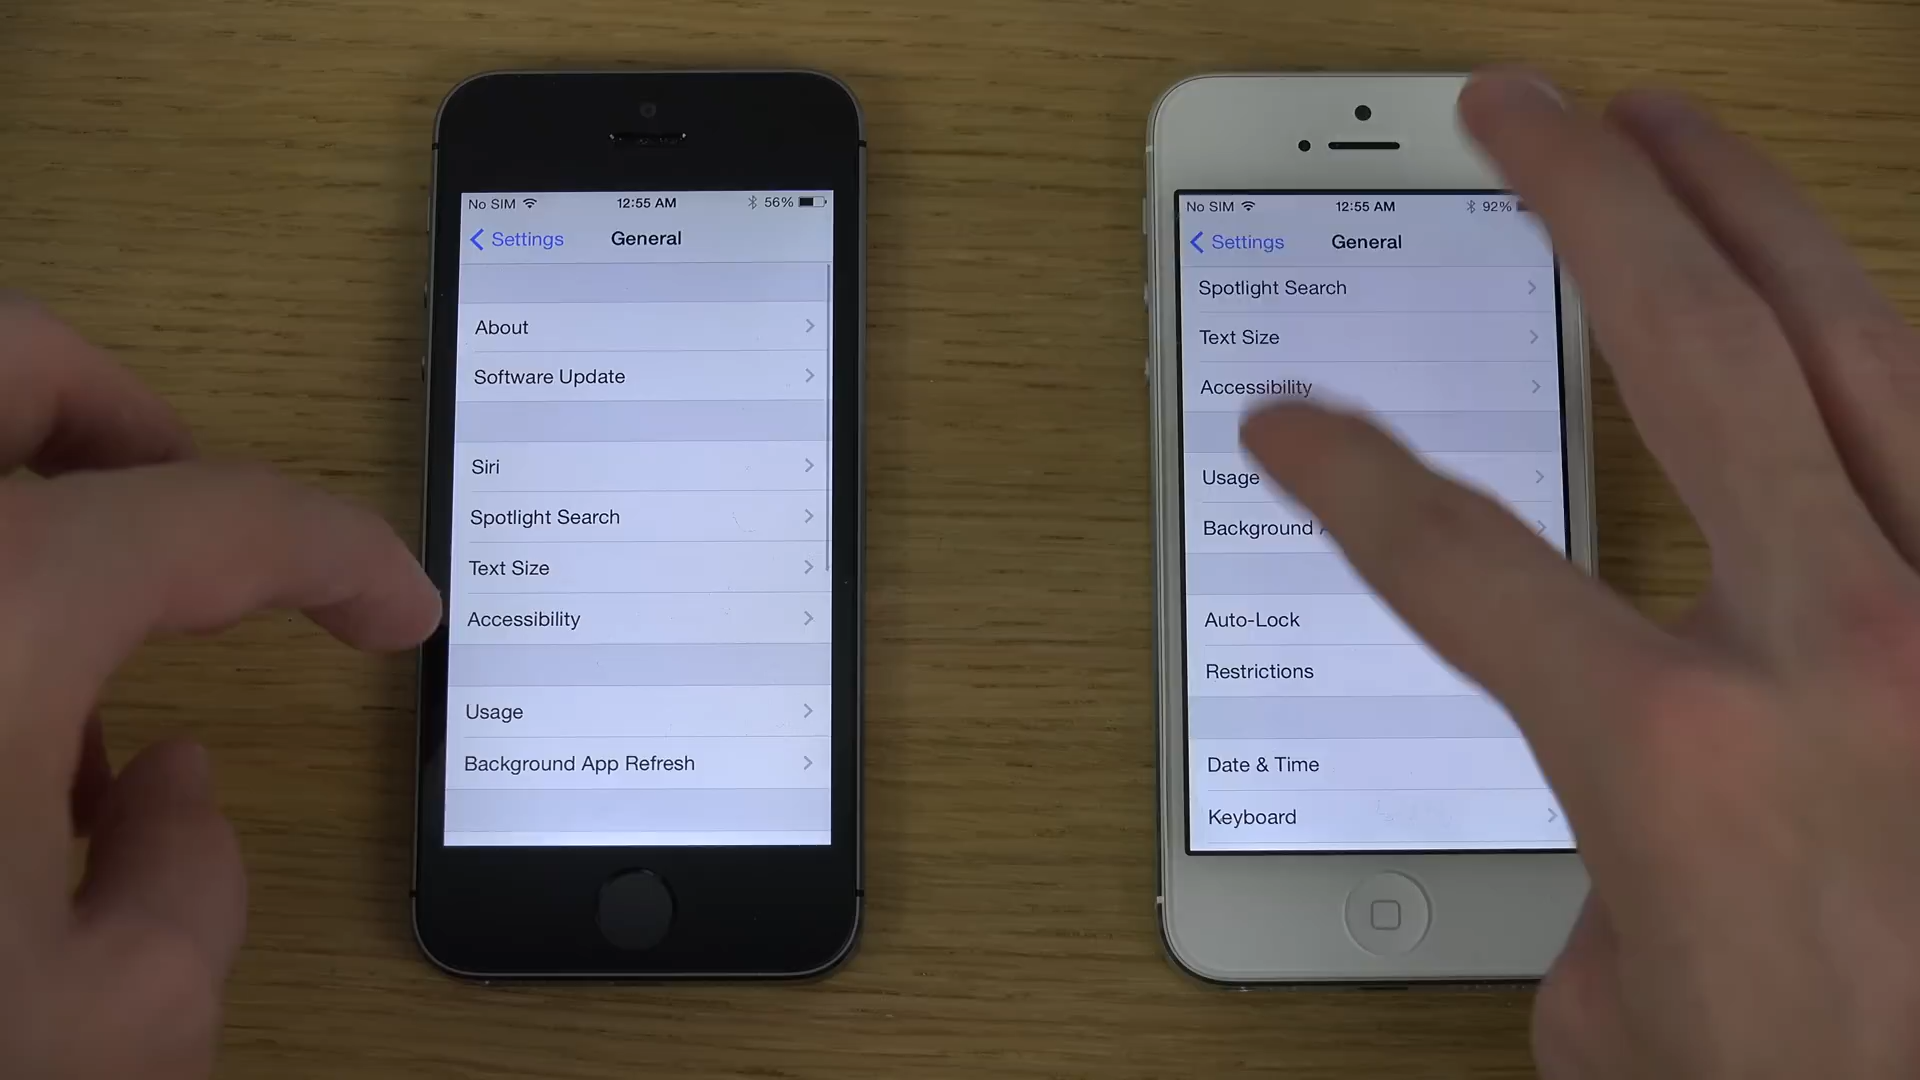 No SIM 12:55 AM 56%
Settings General
About
Software Update
Siri
Spotlight Search
Text Size
Accessibility
Usage
Background App Refresh
No SIM 12:55 AM 92%
Settings General
Spotlight Search
Text Size
Accessibility
Usage
Background
Auto-Lock
Restrictions
Date & Time
Keyboard